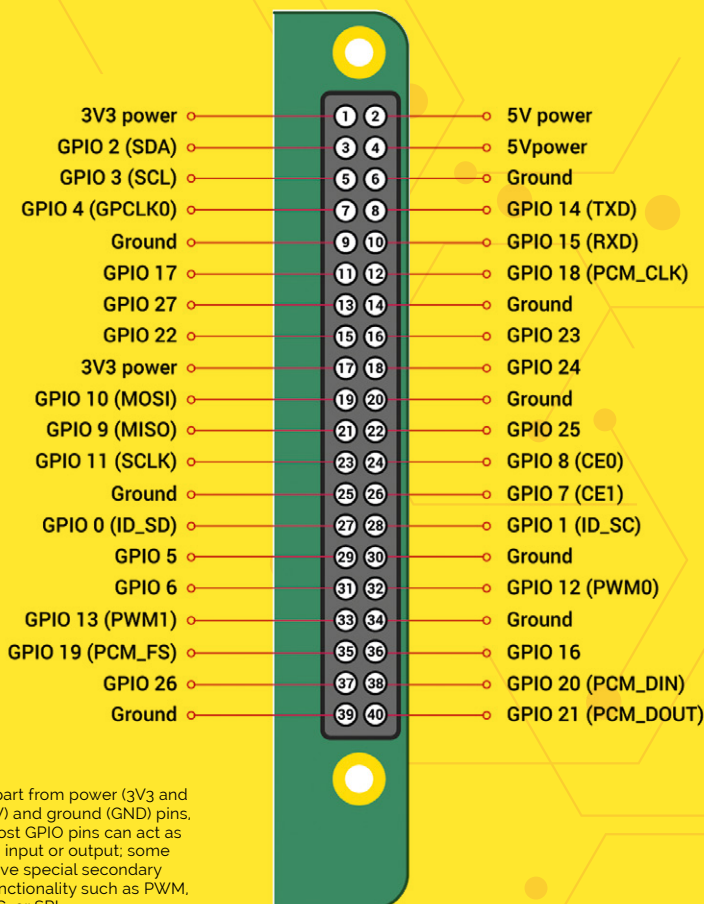 3V3 power 1 2 5V power
GPIO 2 (SDA) 3 4 5Vpower
GPIO 3 (SCL) 5 6 Ground
GPIO 4 (GPCLK0) 7 8 GPIO 14 (TXD)
Ground 9 10 GPIO 15 (RXD)
GPIO 17 11 12 GPIO 18 (PCM_CLK)
GPIO 27 13 14 Ground
GPIO 22 15 16 GPIO 23
3V3 power 17 18 GPIO 24
GPIO 10 (MOSI) 19 20 Ground
GPIO 9 (MISO) 21 22 GPIO 25
GPIO 11 (SCLK) 23 24 GPIO 8 (CE0)
Ground 25 26 GPIO 7 (CE1)
GPIO 0 (ID_SD) 27 28 GPIO 1 (ID_SC)
GPIO 5 29 30 Ground
GPIO 6 31 32 GPIO 12 (PWM0)
GPIO 13 (PWM1) 33 34 Ground
GPIO 19 (PCM_FS) 35 36 GPIO 16
GPIO 26 37 38 GPIO 20 (PCM_DIN)
Ground 39 40 GPIO 21 (PCM_DOUT)
part from power (3V3 and
) and ground (GND) pins,
ost GPIO pins can act as
input or output; some
ve special secondary
nctionality such as PWM,